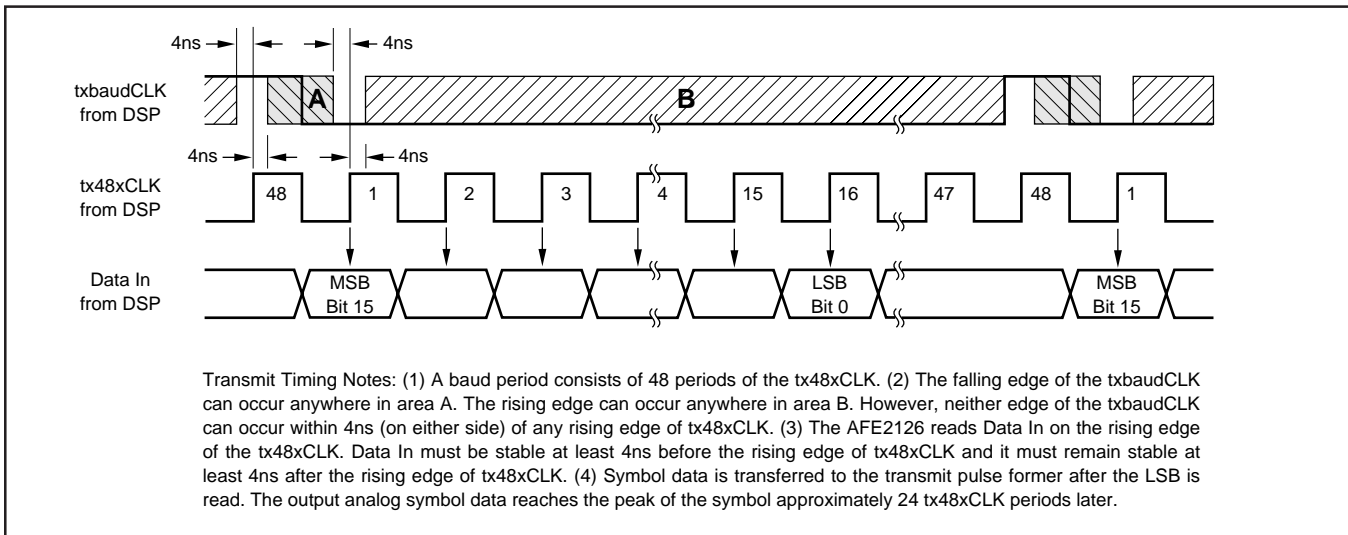 4ns 4ns
txbaudCLK
from DSP
A B
4ns 4ns
tx48xCLK
from DSP
48 1 2 3 4 15 16 47 48 1
Data In
from DSP
MSB
Bit 15
LSB
Bit 0
MSB
Bit 15
Transmit Timing Notes: (1) A baud period consists of 48 periods of the tx48xCLK. (2) The falling edge of the txbaudCLK
can occur anywhere in area A. The rising edge can occur anywhere in area B. However, neither edge of the txbaudCLK
can occur within 4ns (on either side) of any rising edge of tx48xCLK. (3) The AFE2126 reads Data In on the rising edge
of the tx48xCLK. Data In must be stable at least 4ns before the rising edge of tx48xCLK and it must remain stable at
least 4ns after the rising edge of tx48xCLK. (4) Symbol data is transferred to the transmit pulse former after the LSB is
read. The output analog symbol data reaches the peak of the symbol approximately 24 tx48xCLK periods later.